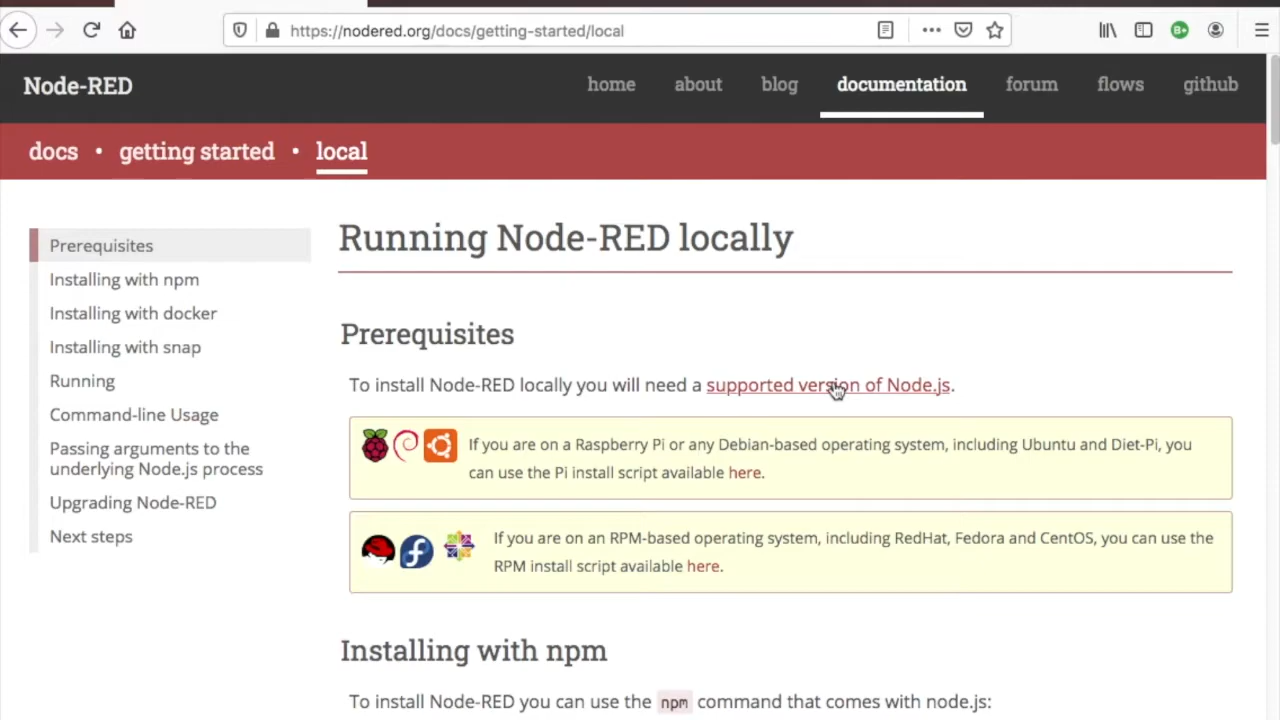 https://nodered.org/docs/getting-started/local
Node-RED
home
about
blog
documentation
forum
flows
github
docs • getting started • local
Prerequisites
Installing with npm
Installing with docker
Installing with snap
Running
Command-line Usage
Passing arguments to the
underlying Node.js process
Upgrading Node-RED
Next steps
Running Node-RED locally
Prerequisites
To install Node-RED locally you will need a supported version of Node.js.
If you are on a Raspberry Pi or any Debian-based operating system, including Ubuntu and Diet-Pi, you
can use the Pi install script available here.
If you are on an RPM-based operating system, including RedHat, Fedora and CentOS, you can use the
RPM install script available here.
Installing with npm
To install Node-RED you can use the npm command that comes with node.js: